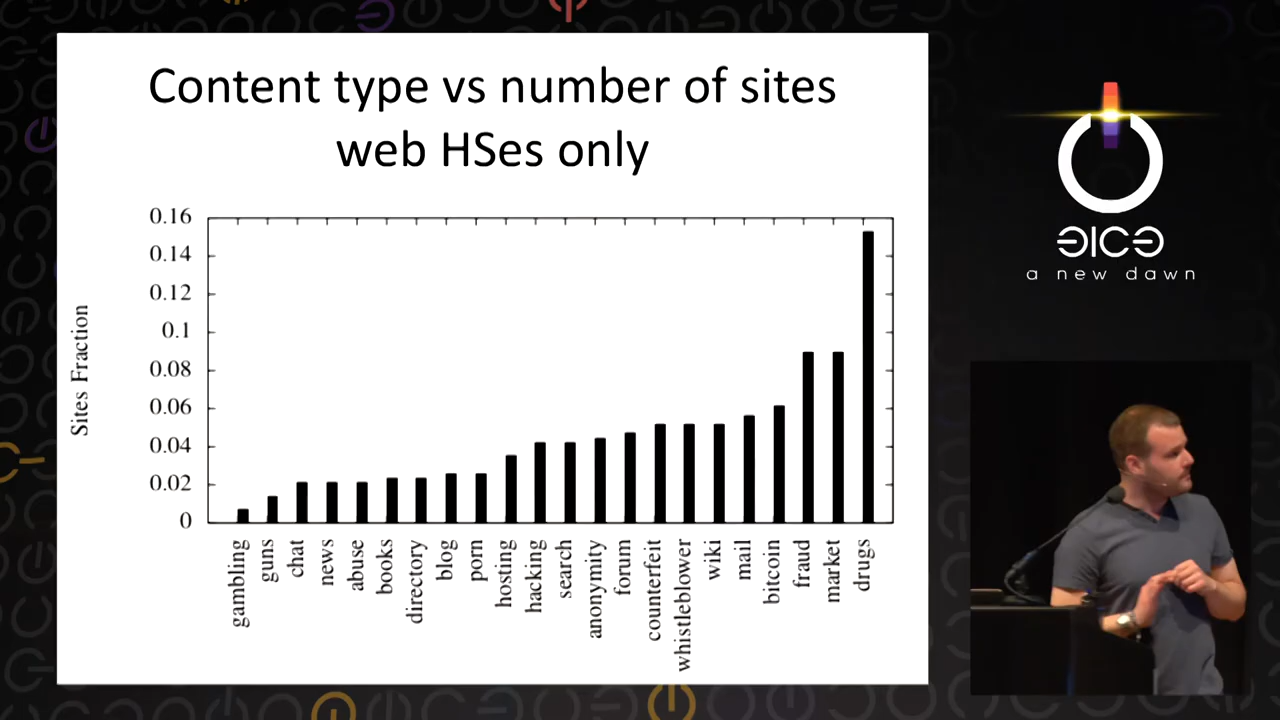 Content type vs number of sites
web HSes only
0.16
0.14
0.12
0.1
0.08
0.06
0.04
0.02
0
Sites Fraction
gambling
guns
chat
news
abuse
books
directory
blog
porn
hosting
hacking
search
anonymity
forum
counterfeit
whistleblower
wiki
mail
bitcoin
fraud
market
drugs
a new dawn